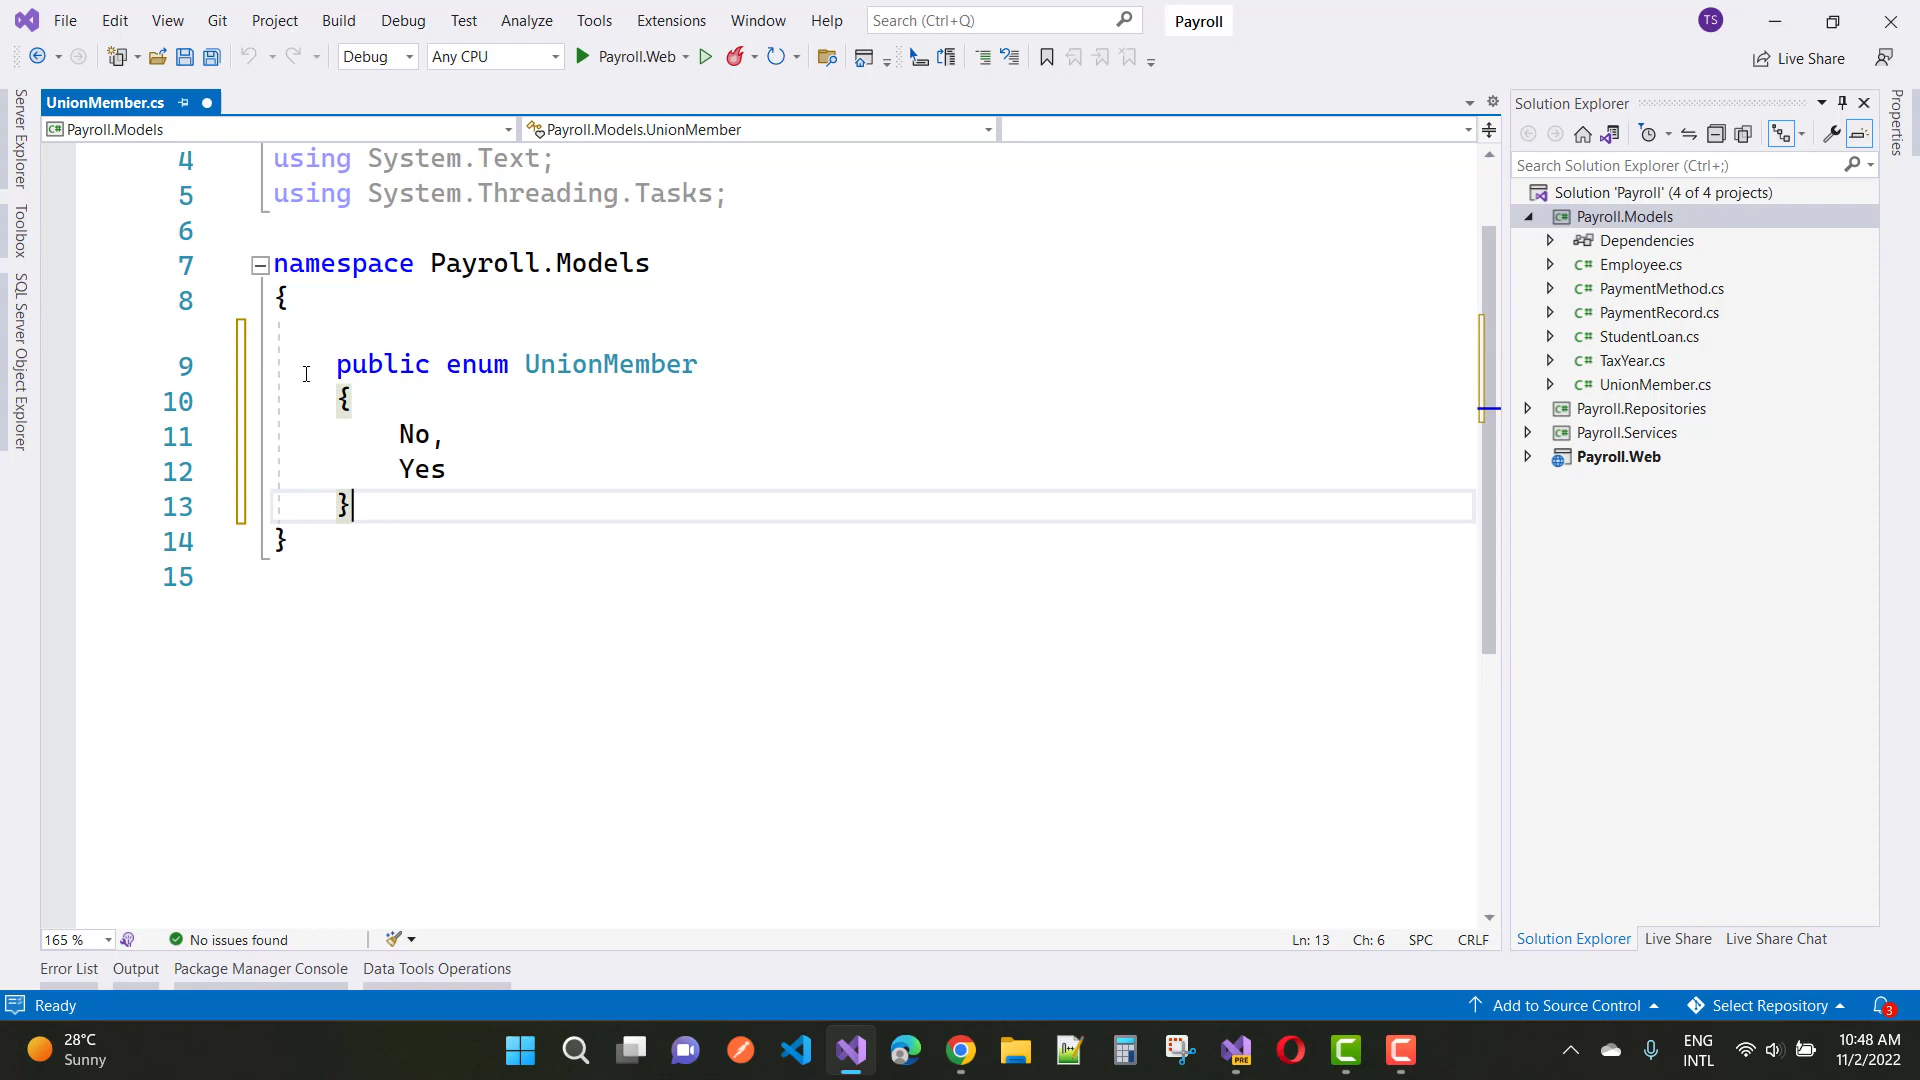 File Edit View Git Project Build Debug Test Analyze Tools Extensions Window Help Search (Ctrl+Q) Payroll TS
Debug Any CPU Payroll.Web Live Share
UnionMember.cs
Payroll.Models Payroll.Models.UnionMember
4 using System.Text;
5 using System.Threading.Tasks;
6
7 namespace Payroll.Models
8 {
9 public enum UnionMember
10 {
11 No,
12 Yes
13 }
14 }
15
165 % No issues found Ln: 13 Ch: 6 SPC CRLF
Server Explorer
Toolbox
SQL Server Object Explorer
Solution Explorer
Search Solution Explorer (Ctrl+;)
Solution 'Payroll' (4 of 4 projects)
C# Payroll.Models
Dependencies
C# Employee.cs
C# PaymentMethod.cs
C# PaymentRecord.cs
C# StudentLoan.cs
C# TaxYear.cs
C# UnionMember.cs
C# Payroll.Repositories
C# Payroll.Services
Payroll.Web
Solution Explorer Live Share Live Share Chat
Properties
Error List Output Package Manager Console Data Tools Operations
Ready Add to Source Control Select Repository 3
28°C
Sunny
PRE
ENG
INTL
10:48 AM
11/2/2022